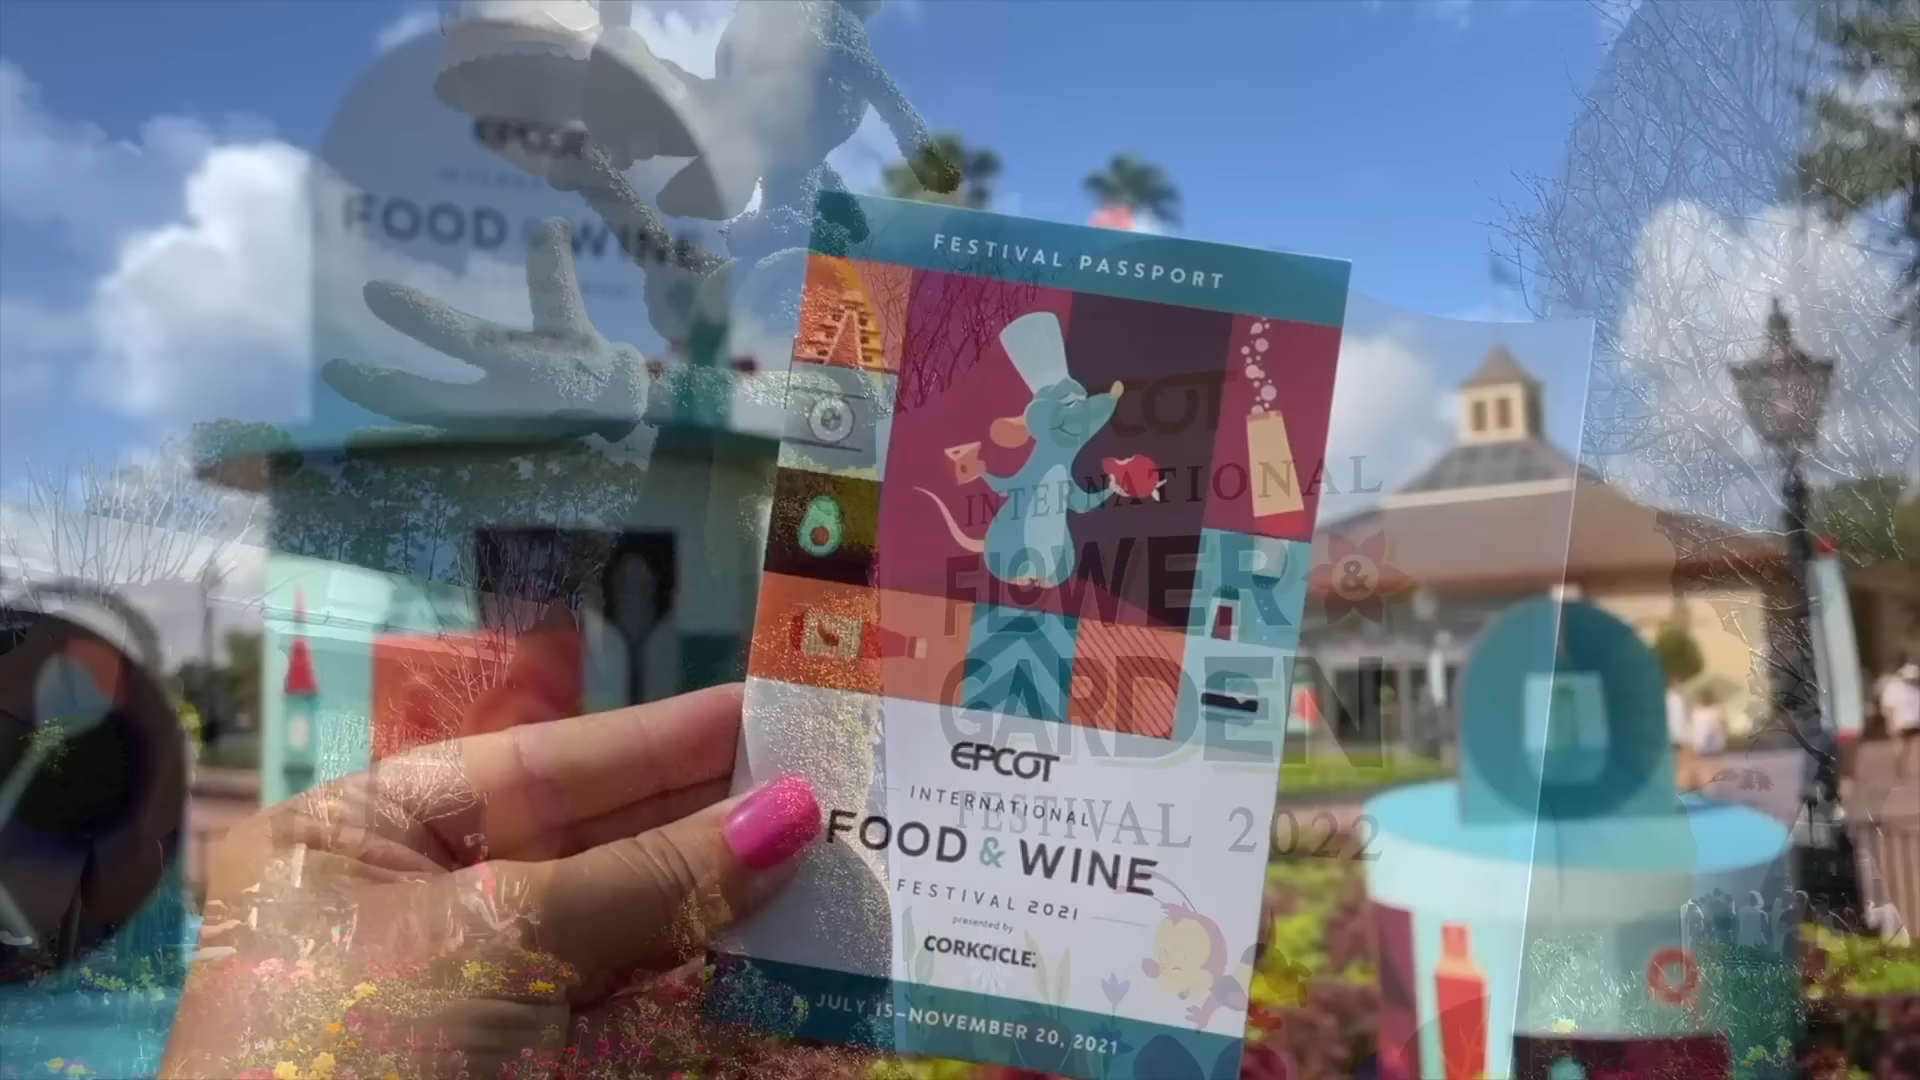 EPCOT
FOOD & WINE
FESTIVAL PASSPORT
EPCOT
INTERNATIONAL
FLOWER &
GARDEN
FESTIVAL 2022
EPCOT
INTERNATIONAL
FOOD & WINE
FESTIVAL 2021
presented by
CORKCICLE.
JULY 15-NOVEMBER 20, 2021